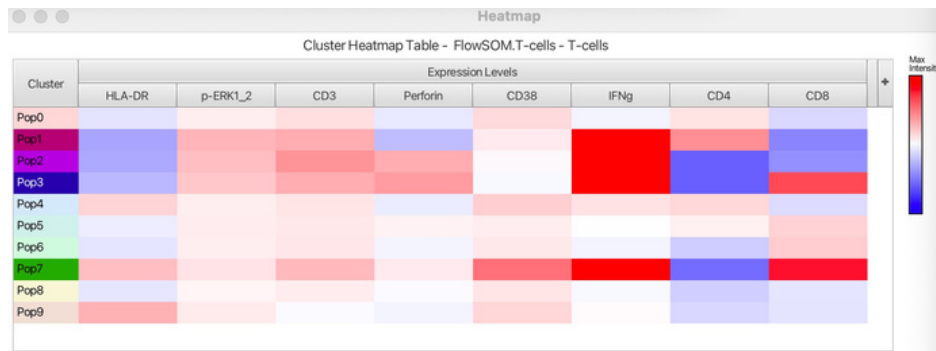 Heatmap
Cluster Heatmap Table - FlowSOM.T-cells - T-cells
Max
Intensit
Cluster
Expression Levels
+
HLA-DR p-ERK1_2 CD3 Perforin CD38 IFNg CD4 CD8
Pop0
Pop1
Pop2
Pop3
Pop4
Pop5
Pop6
Pop7
Pop8
Pop9